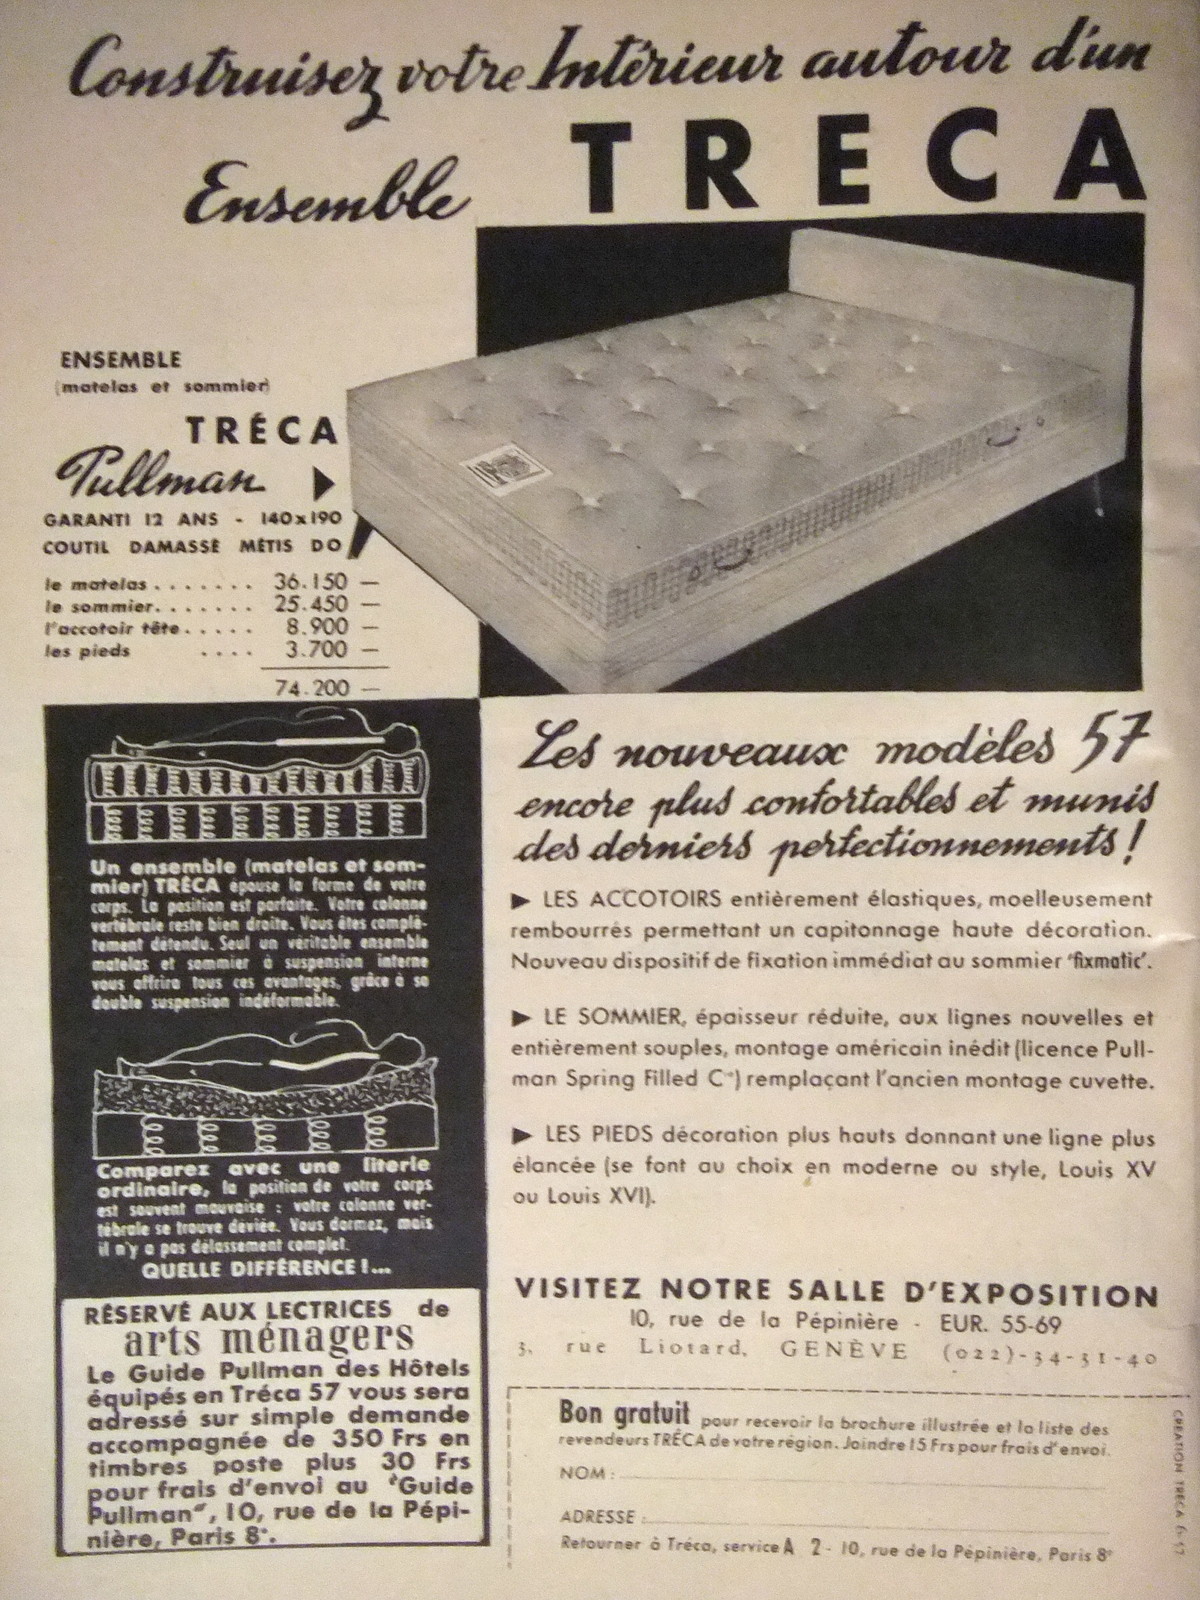 Construisez votre Intérieur autour d'un
Ensemble TRECA
ENSEMBLE
(matelas et sommier)
TRÉCA
Pullman
GARANTI 12 ANS - 140x190
COUTIL DAMASSÉ MÉTIS DO
le matelas....... 36.150 —
le sommier....... 25.450 —
l'accotoir tête..... 8.900 —
les pieds .... 3.700 —
74.200 —
Un ensemble (matelas et som-
mier) TRÉCA épouse la forme de votre
corps. La position est parfaite. Votre colonne
vertébrale reste bien droite. Vous êtes complè-
tement détendu. Seul un véritable ensemble
matelas et sommier à suspension interne
vous offrira tous ces avantages, grâce à sa
double suspension indéformable.
Comparez avec une literie
ordinaire, la position de votre corps
est souvent mauvaise : votre colonne ver-
tébrale se trouve déviée. Vous dormez, mais
il n'y a pas délassement complet.
QUELLE DIFFÉRENCE !...
RÉSERVÉ AUX LECTRICES de
arts ménagers
Le Guide Pullman des Hôtels
équipés en Tréca 57 vous sera
adressé sur simple demande
accompagnée de 350 Frs en
timbres poste plus 30 Frs
pour frais d'envoi au "Guide
Pullman", 10, rue de la Pépi-
nière, Paris 8e.
Les nouveaux modèles 57
encore plus confortables et munis
des derniers perfectionnements !
▶ LES ACCOTOIRS entièrement élastiques, moelleusement
rembourrés permettant un capitonnage haute décoration.
Nouveau dispositif de fixation immédiat au sommier "fixmatic".
▶ LE SOMMIER, épaisseur réduite, aux lignes nouvelles et
entièrement souples, montage américain inédit (licence Pull-
man Spring Filled C°) remplaçant l'ancien montage cuvette.
▶ LES PIEDS décoration plus hauts donnant une ligne plus
élancée (se font au choix en moderne ou style, Louis XV
ou Louis XVI).
VISITEZ NOTRE SALLE D'EXPOSITION
10, rue de la Pépinière - EUR. 55-69
3, rue Liotard, GENÈVE (022)-34-31-40
Bon gratuit pour recevoir la brochure illustrée et la liste des
revendeurs TRÉCA de votre région. Joindre 15 Frs pour frais d'envoi.
NOM :
ADRESSE :
Retourner à Tréca, service A 2 - 10, rue de la Pépinière, Paris 8e
CRÉATION TRÉCA 6-57